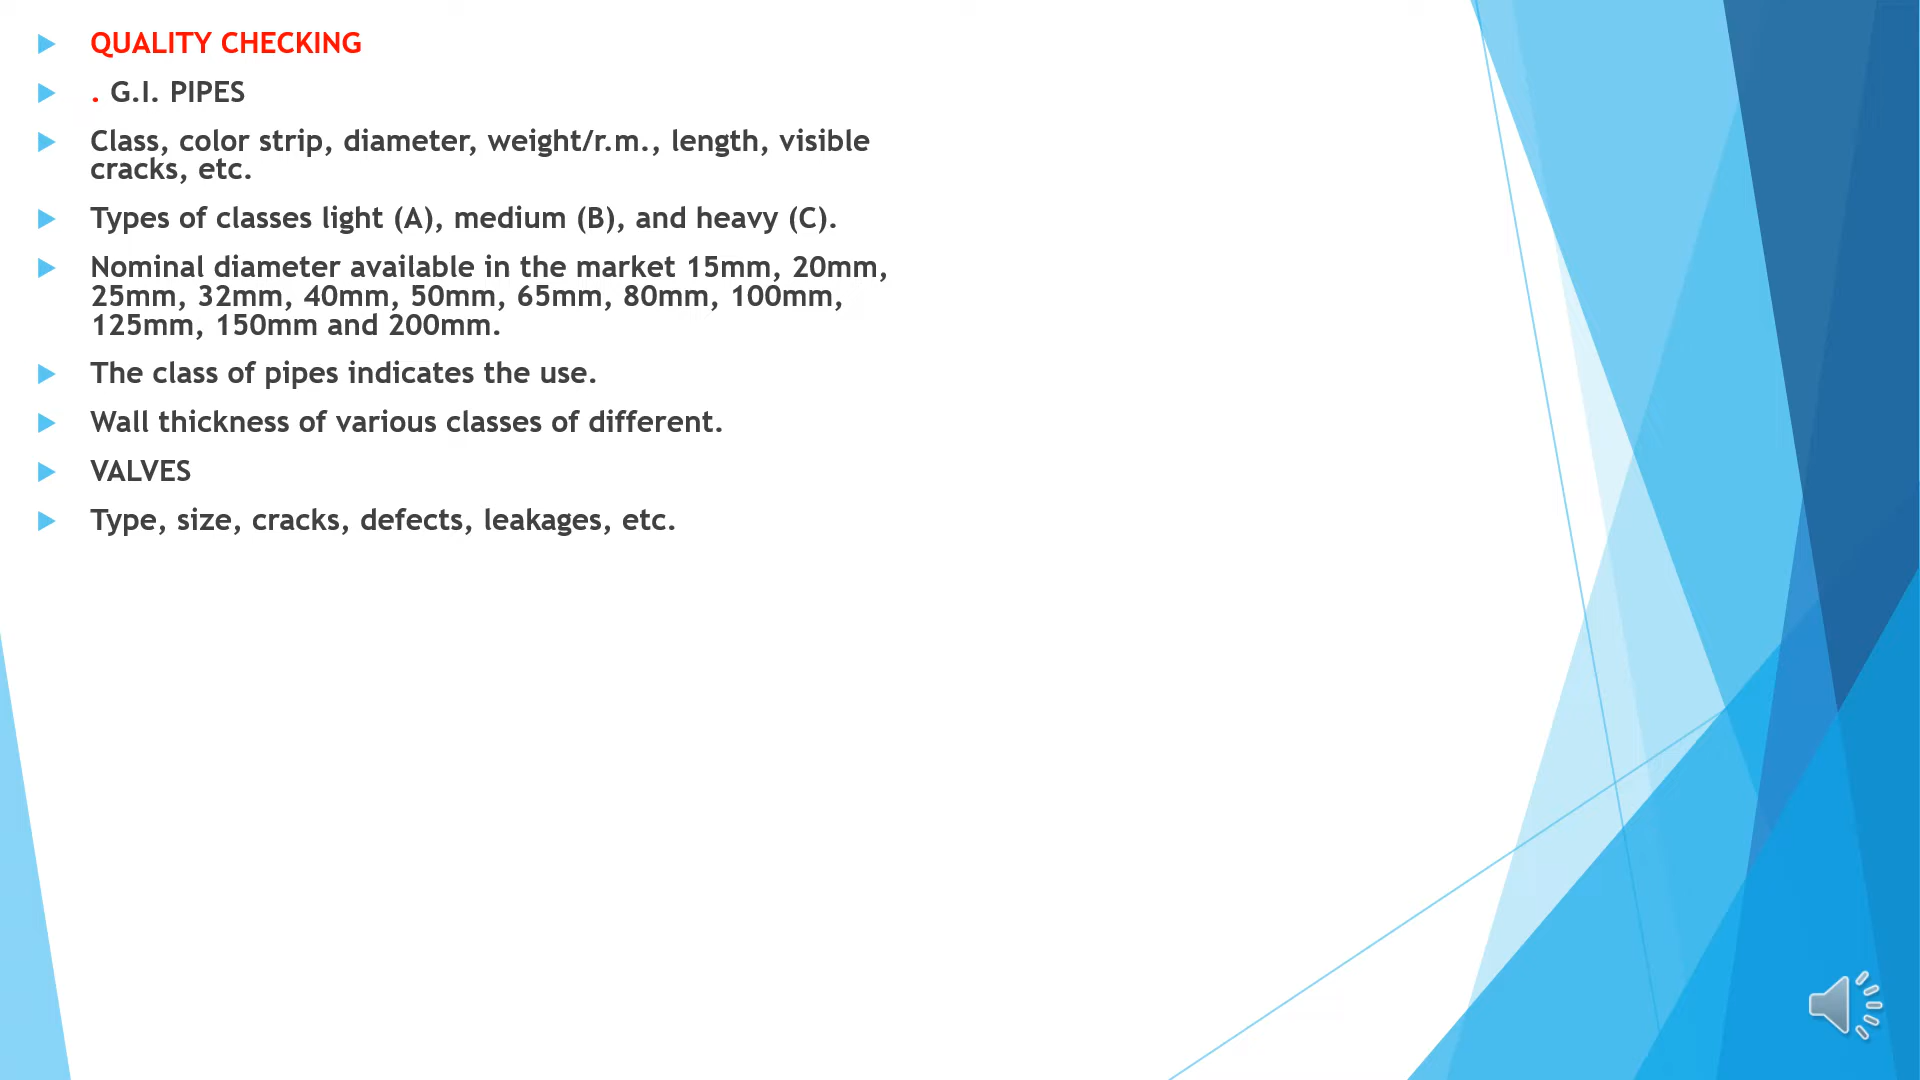 QUALITY CHECKING
. G.I. PIPES
Class, color strip, diameter, weight/r.m., length, visible
cracks, etc.
Types of classes light (A), medium (B), and heavy (C).
Nominal diameter available in the market 15mm, 20mm,
25mm, 32mm, 40mm, 50mm, 65mm, 80mm, 100mm,
125mm, 150mm and 200mm.
The class of pipes indicates the use.
Wall thickness of various classes of different.
VALVES
Type, size, cracks, defects, leakages, etc.